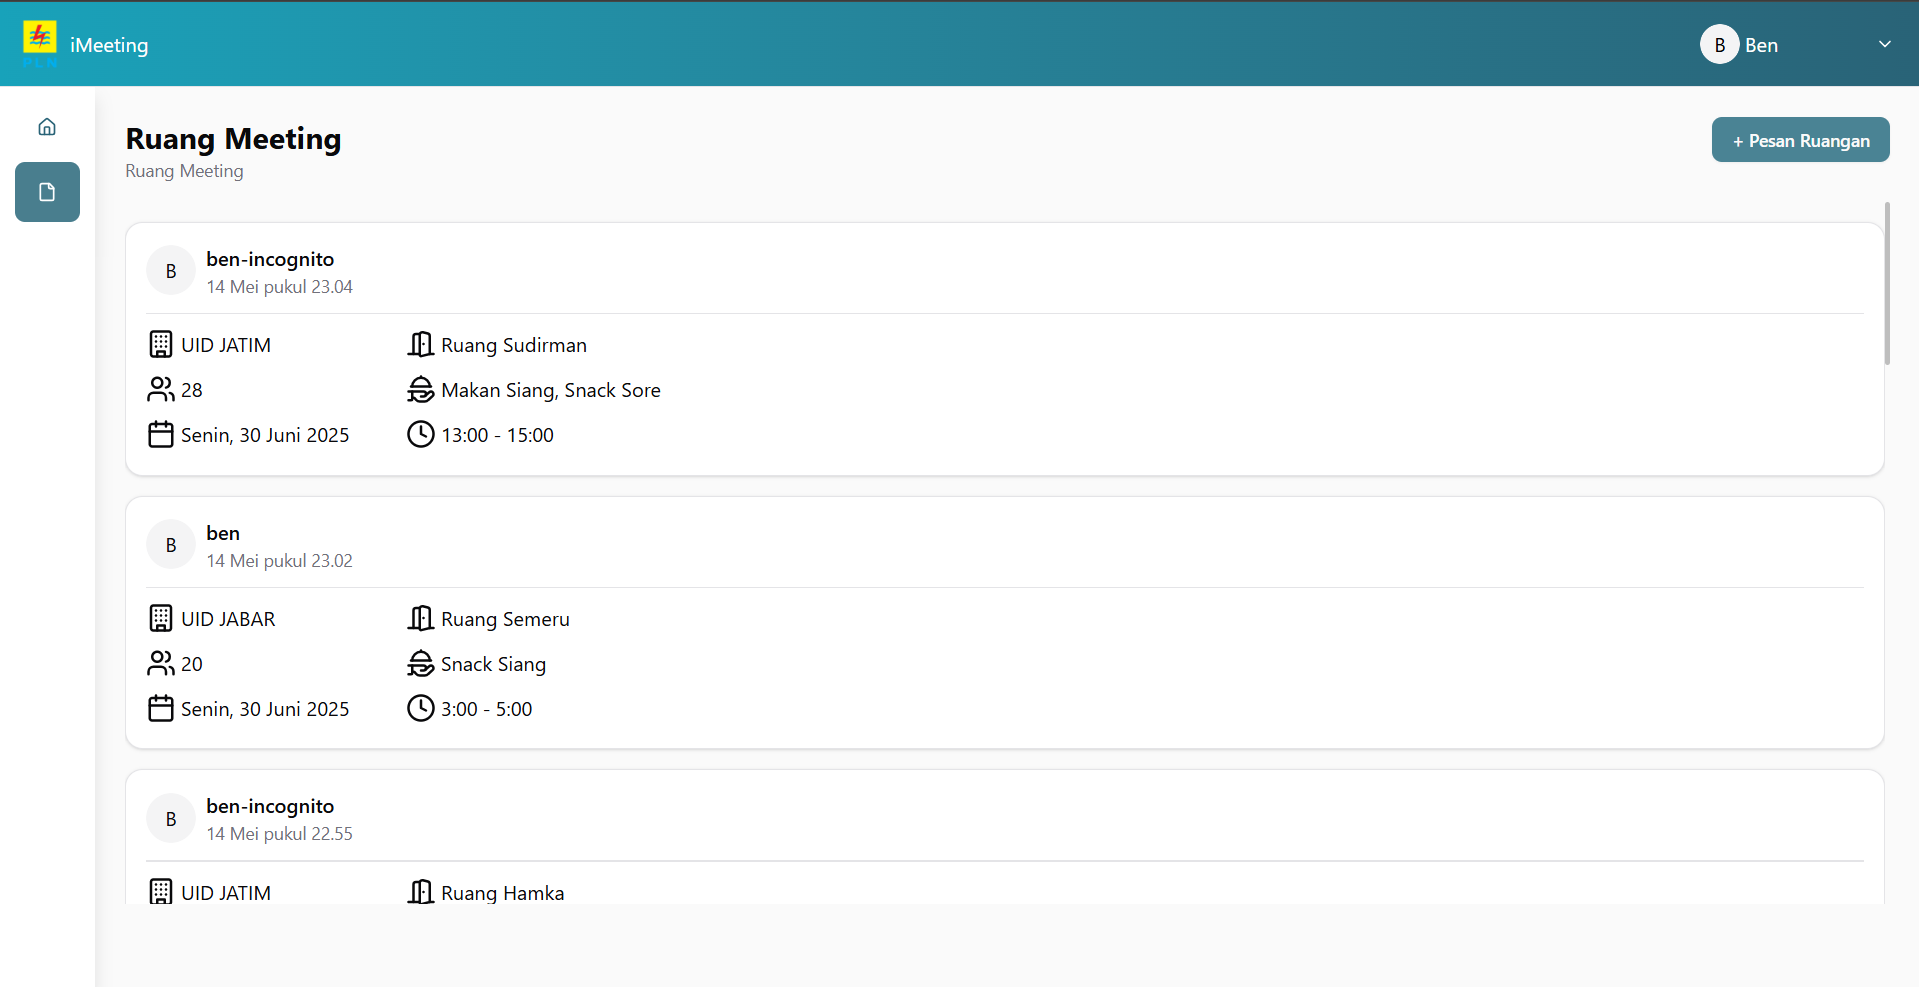 PLN
iMeeting
B Ben
Ruang Meeting
Ruang Meeting
+ Pesan Ruangan
B
ben-incognito
14 Mei pukul 23.04
UID JATIM
Ruang Sudirman
28
Makan Siang, Snack Sore
Senin, 30 Juni 2025
13:00 - 15:00
B
ben
14 Mei pukul 23.02
UID JABAR
Ruang Semeru
20
Snack Siang
Senin, 30 Juni 2025
3:00 - 5:00
B
ben-incognito
14 Mei pukul 22.55
UID JATIM
Ruang Hamka